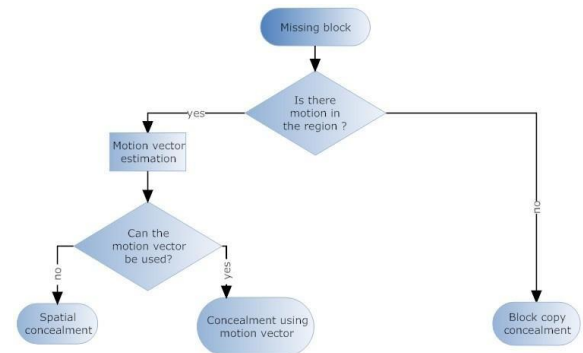 Missing block
Is there
motion in
the region ?
yes
no
Motion vector
estimation
Can the
motion vector
be used?
no
yes
Spatial
concealment
Concealment using
motion vector
Block copy
concealment